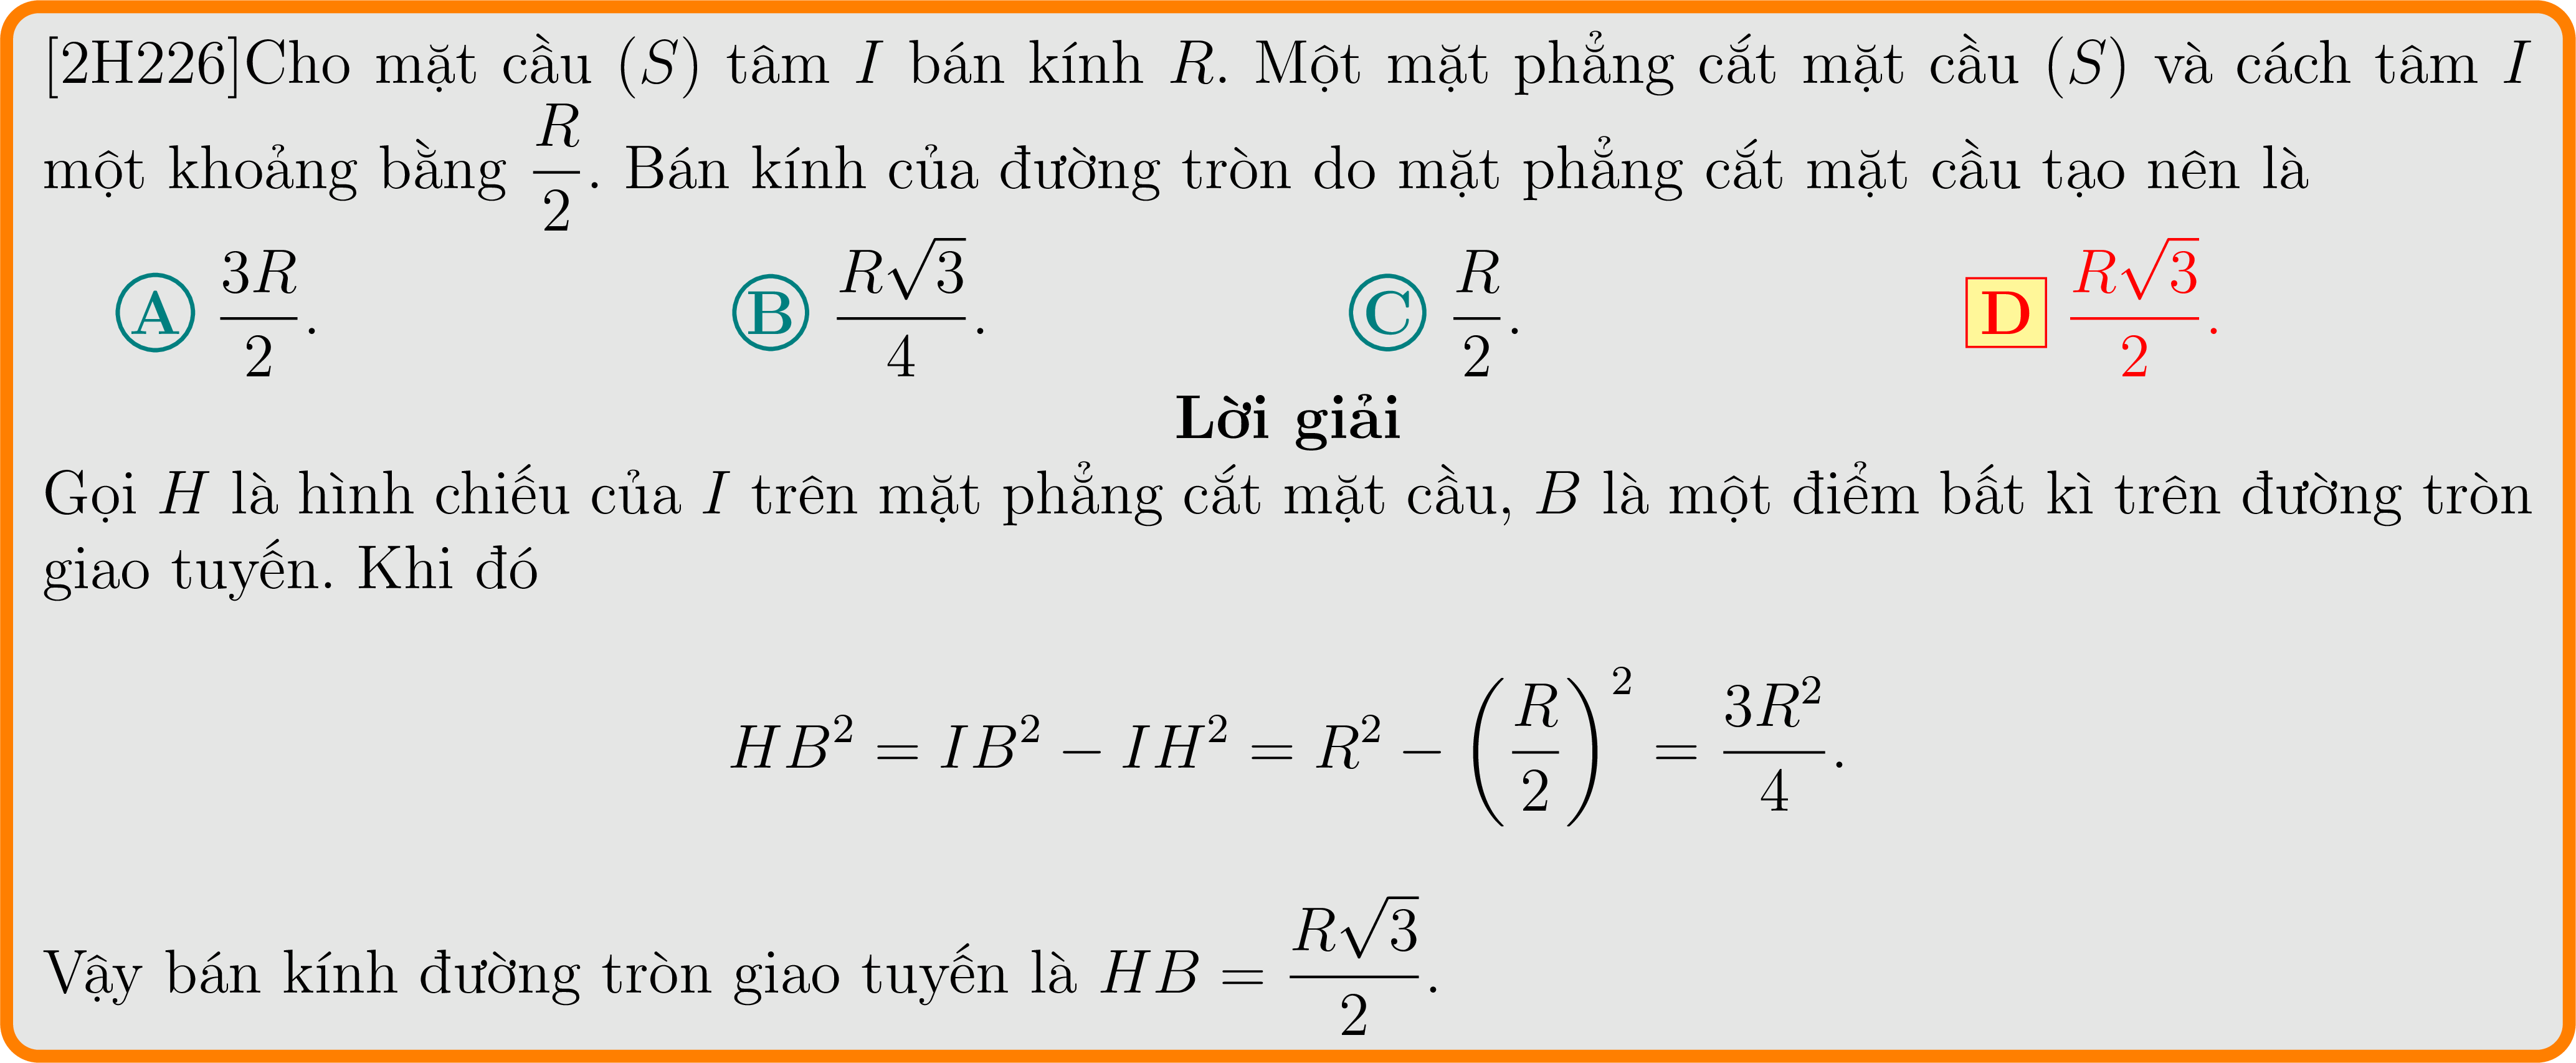 [2H226]Cho mặt cầu (S) tâm I bán kính R. Một mặt phẳng cắt mặt cầu (S) và cách tâm I
một khoảng bằng \frac{R}{2}. Bán kính của đường tròn do mặt phẳng cắt mặt cầu tạo nên là
A \frac{3R}{2}. B \frac{R\sqrt{3}}{4}. C \frac{R}{2}. D \frac{R\sqrt{3}}{2}.
Lời giải
Gọi H là hình chiếu của I trên mặt phẳng cắt mặt cầu, B là một điểm bất kì trên đường tròn
giao tuyến. Khi đó
HB^2 = IB^2 − IH^2 = R^2 − \left(\frac{R}{2}\right)^2 = \frac{3R^2}{4}.
Vậy bán kính đường tròn giao tuyến là HB = \frac{R\sqrt{3}}{2}.